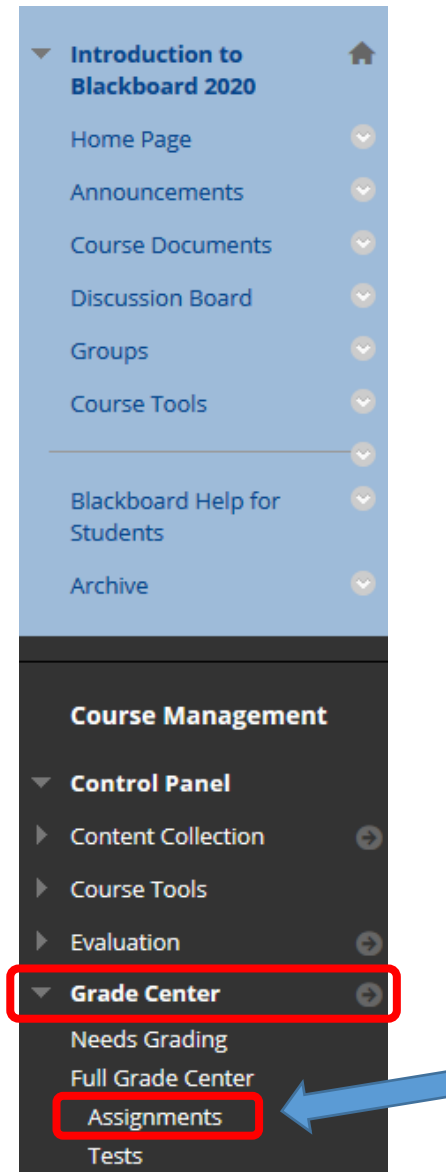 Introduction to
Blackboard 2020
Home Page
Announcements
Course Documents
Discussion Board
Groups
Course Tools
Blackboard Help for
Students
Archive
Course Management
Control Panel
Content Collection
Course Tools
Evaluation
Grade Center
Needs Grading
Full Grade Center
Assignments
Tests